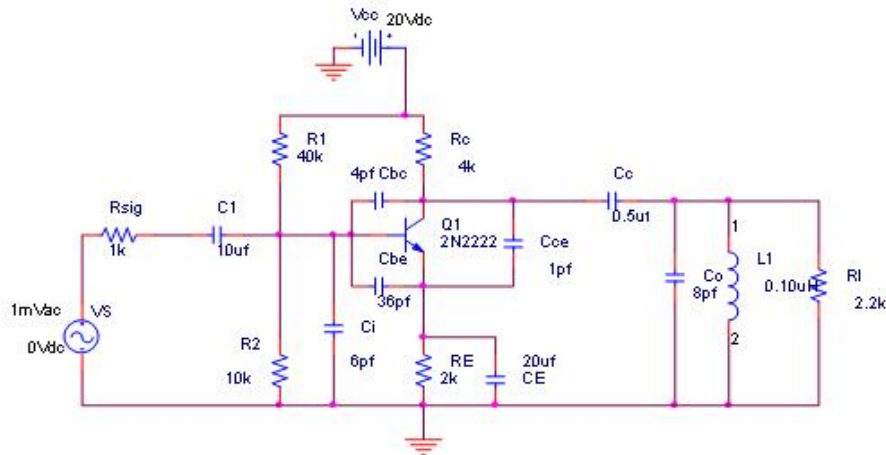 Vcc
20Vdc
R1
40k
Rc
4k
4pf Cbc
Cc
0.5uf
Rsig
1k
C1
10uf
Q1
2N2222
Cce
1pf
Cbe
36pf
1
L1
Co
8pf
0.10uH
Rl
2.2k
2
1mVac
VS
0Vdc
Ci
6pf
R2
10k
RE
2k
20uf
CE